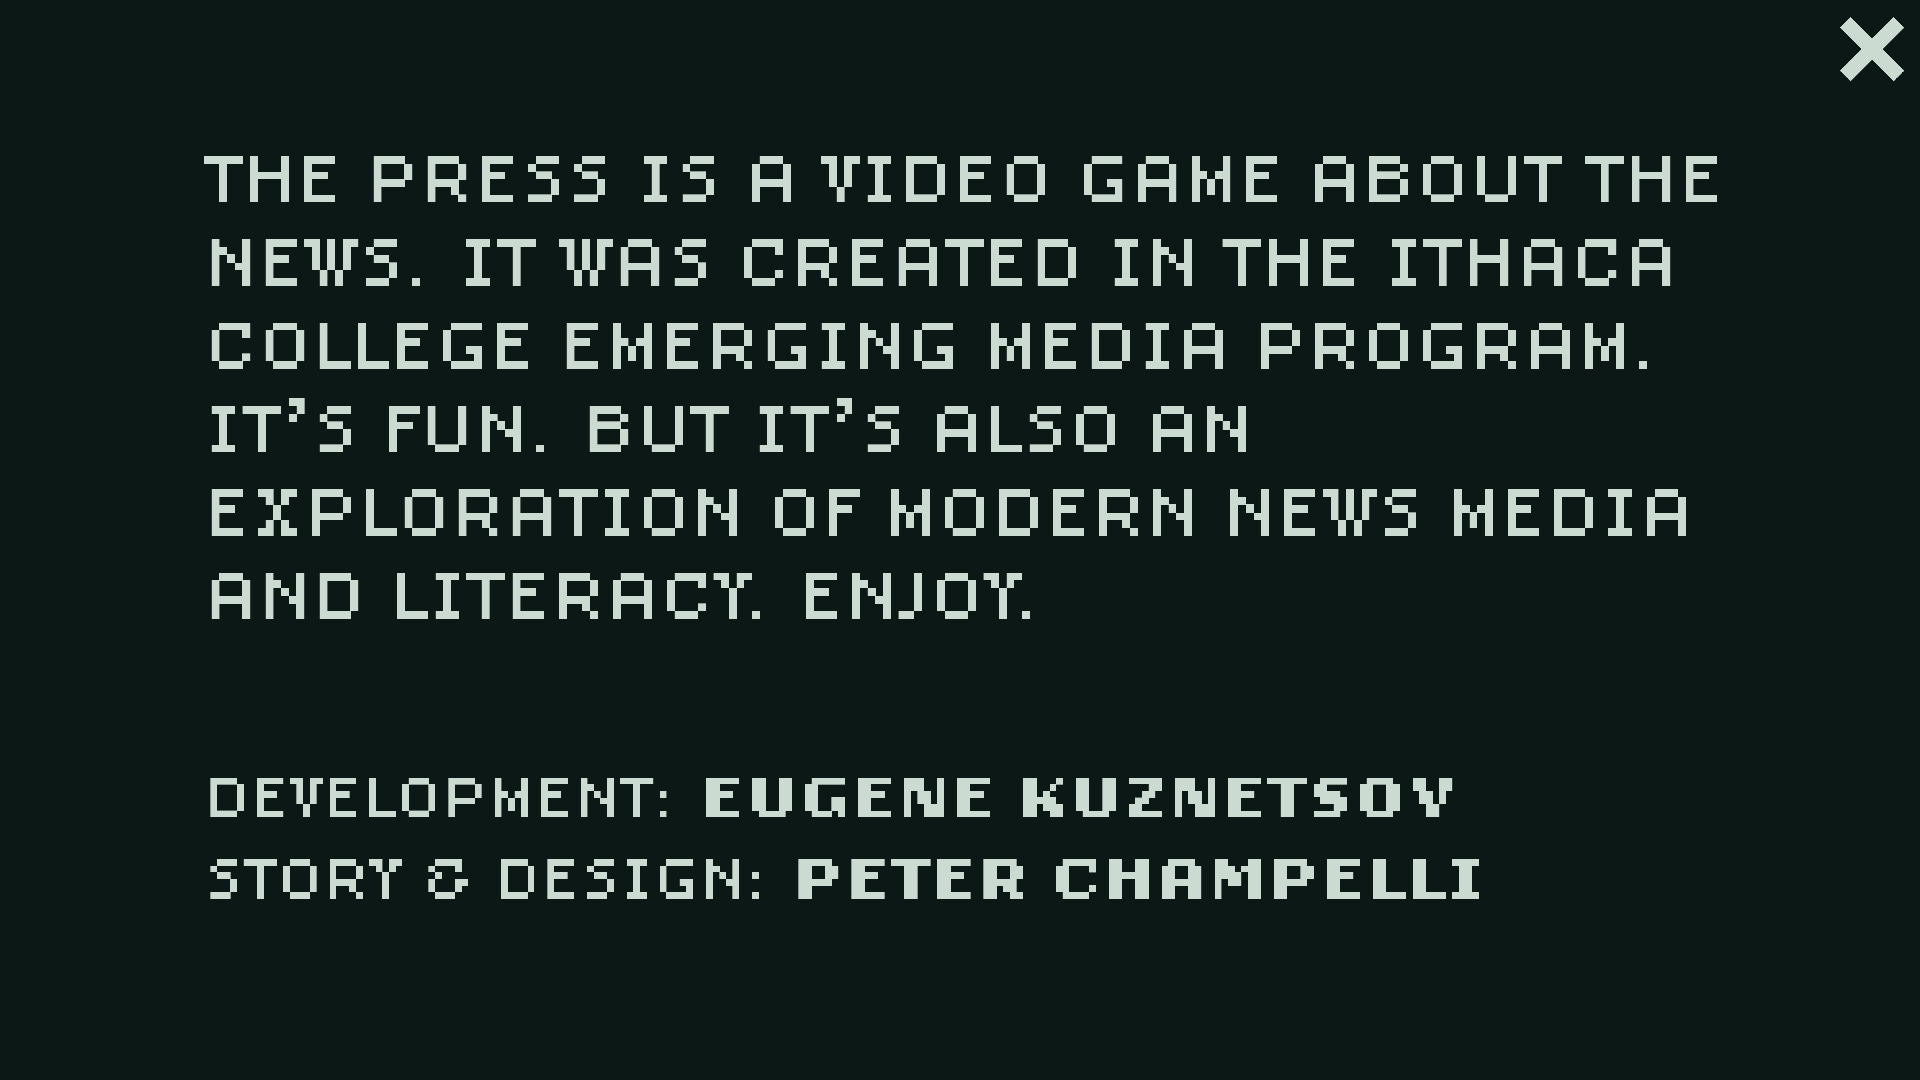 THE PRESS IS A VIDEO GAME ABOUT THE
NEWS. IT WAS CREATED IN THE ITHACA
COLLEGE EMERGING MEDIA PROGRAM.
IT'S FUN. BUT IT'S ALSO AN
EXPLORATION OF MODERN NEWS MEDIA
AND LITERACY. ENJOY.
DEVELOPMENT: EUGENE KUZNETSOV
STORY & DESIGN: PETER CHAMPELLI